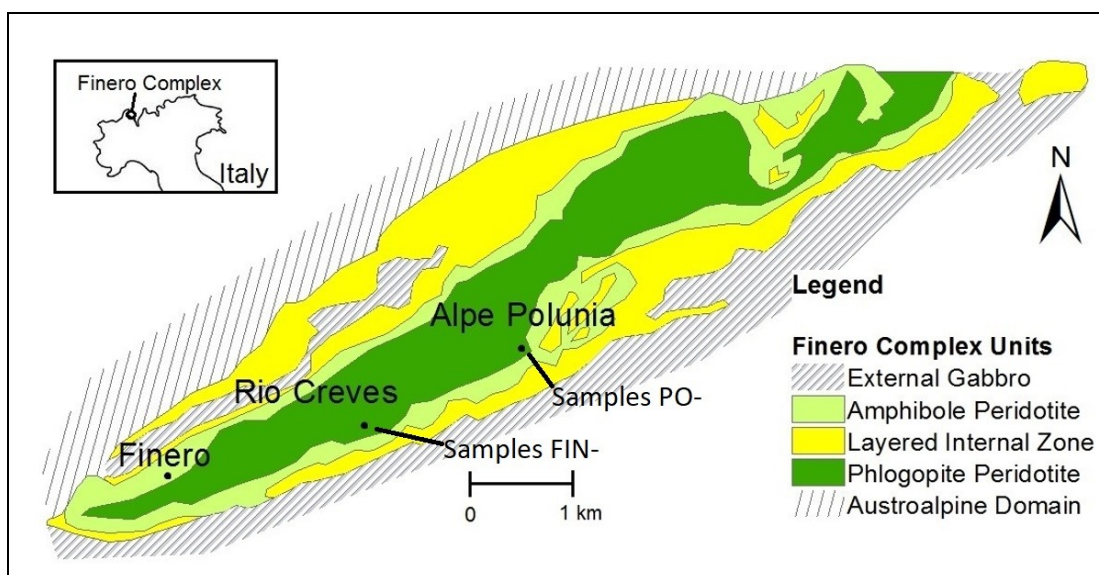 Finero Complex
Italy
N
Alpe Polunia
Samples PO-
Rio Creves
Samples FIN-
Finero
0 1 km
Legend
Finero Complex Units
External Gabbro
Amphibole Peridotite
Layered Internal Zone
Phlogopite Peridotite
Austroalpine Domain